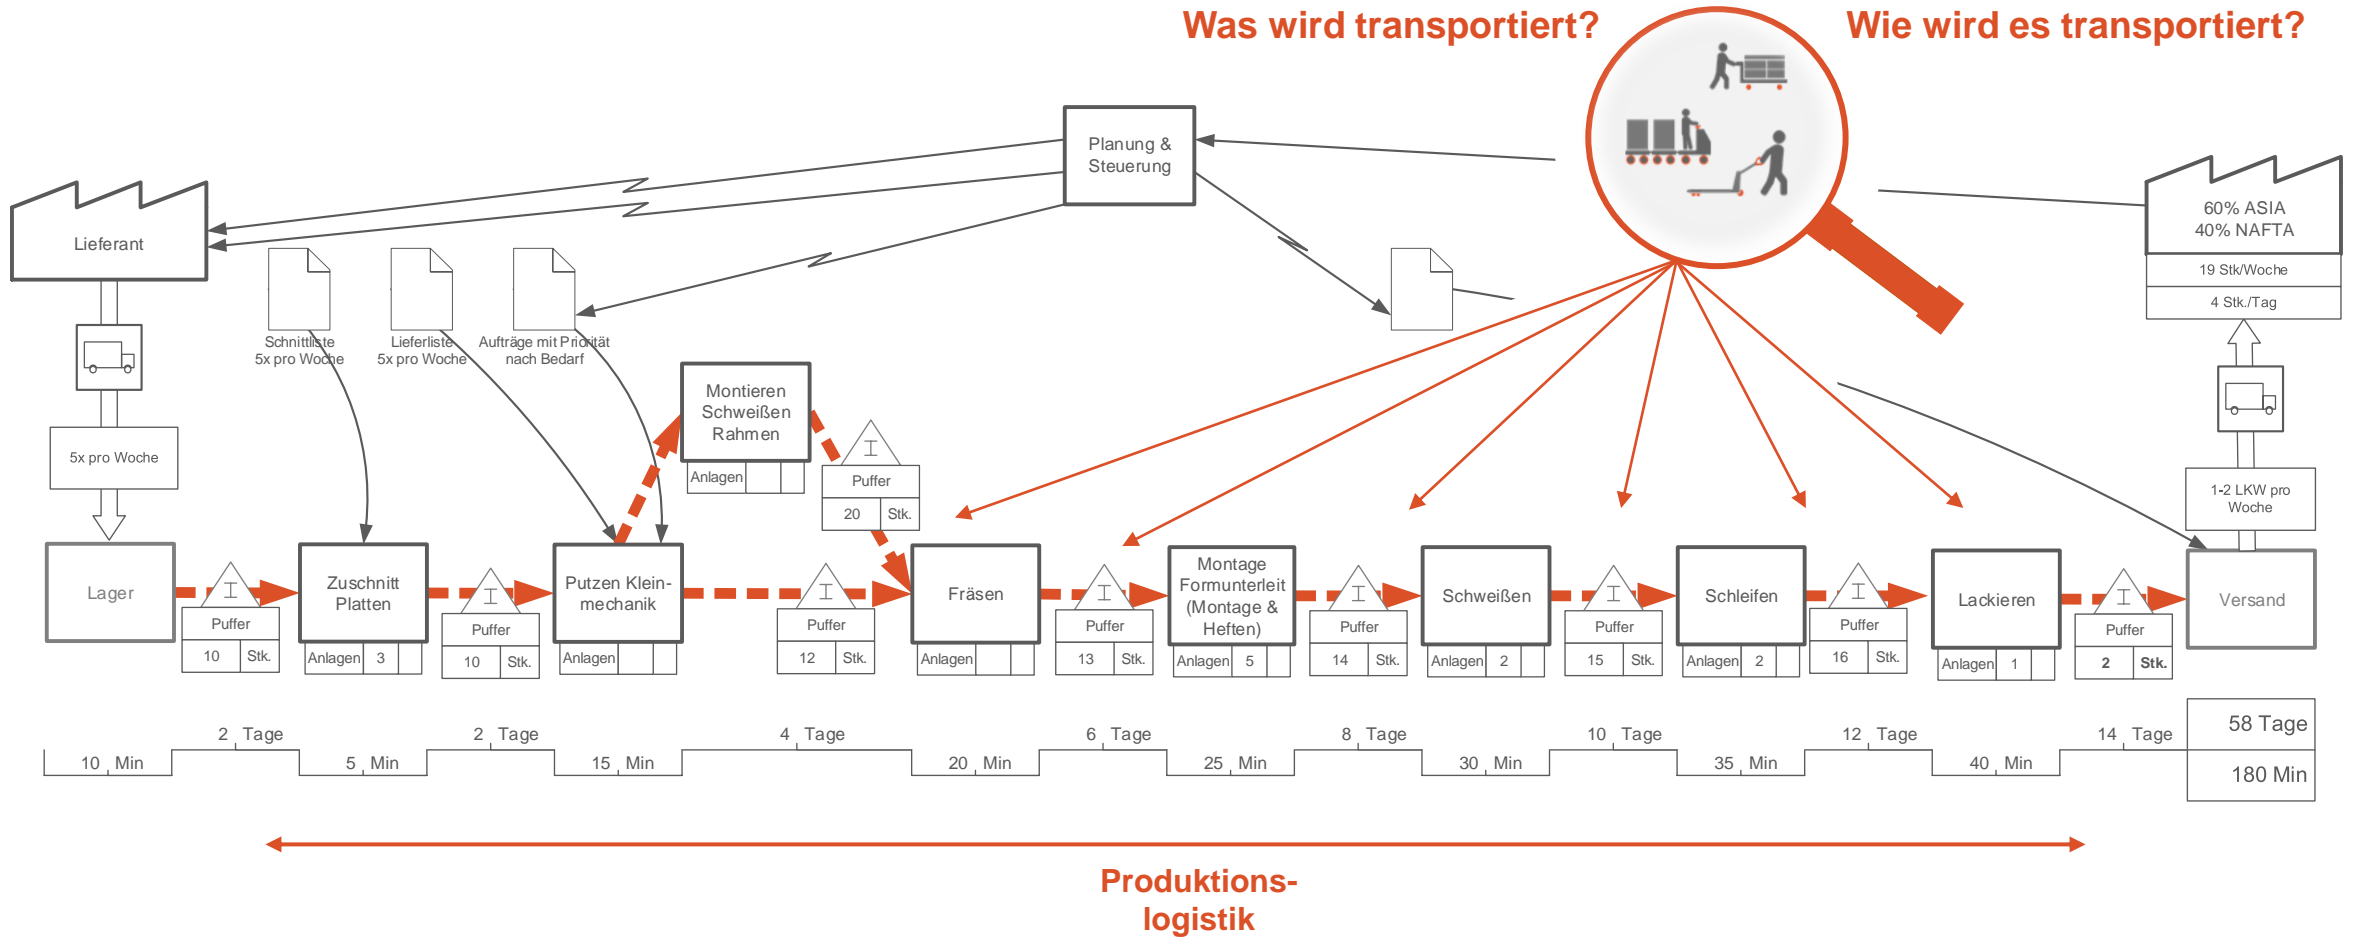 Was wird transportiert?
Wie wird es transportiert?
Planung &
Steuerung
Lieferant
60% ASIA
40% NAFTA
19 Stk/Woche
4 Stk./Tag
Schnittliste
5x pro Woche
Lieferliste
5x pro Woche
Aufträge mit Priorität
nach Bedarf
5x pro Woche
Montieren
Schweißen
Rahmen
Anlagen
Puffer
20 Stk.
1-2 LKW pro
Woche
Lager
Puffer
10 Stk.
Zuschnitt
Platten
Anlagen 3
Puffer
10 Stk.
Putzen Klein-
mechanik
Anlagen
Puffer
12 Stk.
Fräsen
Anlagen
Puffer
13 Stk.
Montage
Formunterleit
(Montage &
Heften)
Anlagen 5
Puffer
14 Stk.
Schweißen
Anlagen 2
Puffer
15 Stk.
Schleifen
Anlagen 2
Puffer
16 Stk.
Lackieren
Anlagen 1
Puffer
2 Stk.
Versand
2 Tage
2 Tage
4 Tage
6 Tage
8 Tage
10 Tage
12 Tage
14 Tage
58 Tage
10 Min
5 Min
15 Min
20 Min
25 Min
30 Min
35 Min
40 Min
180 Min
Produktions-
logistik